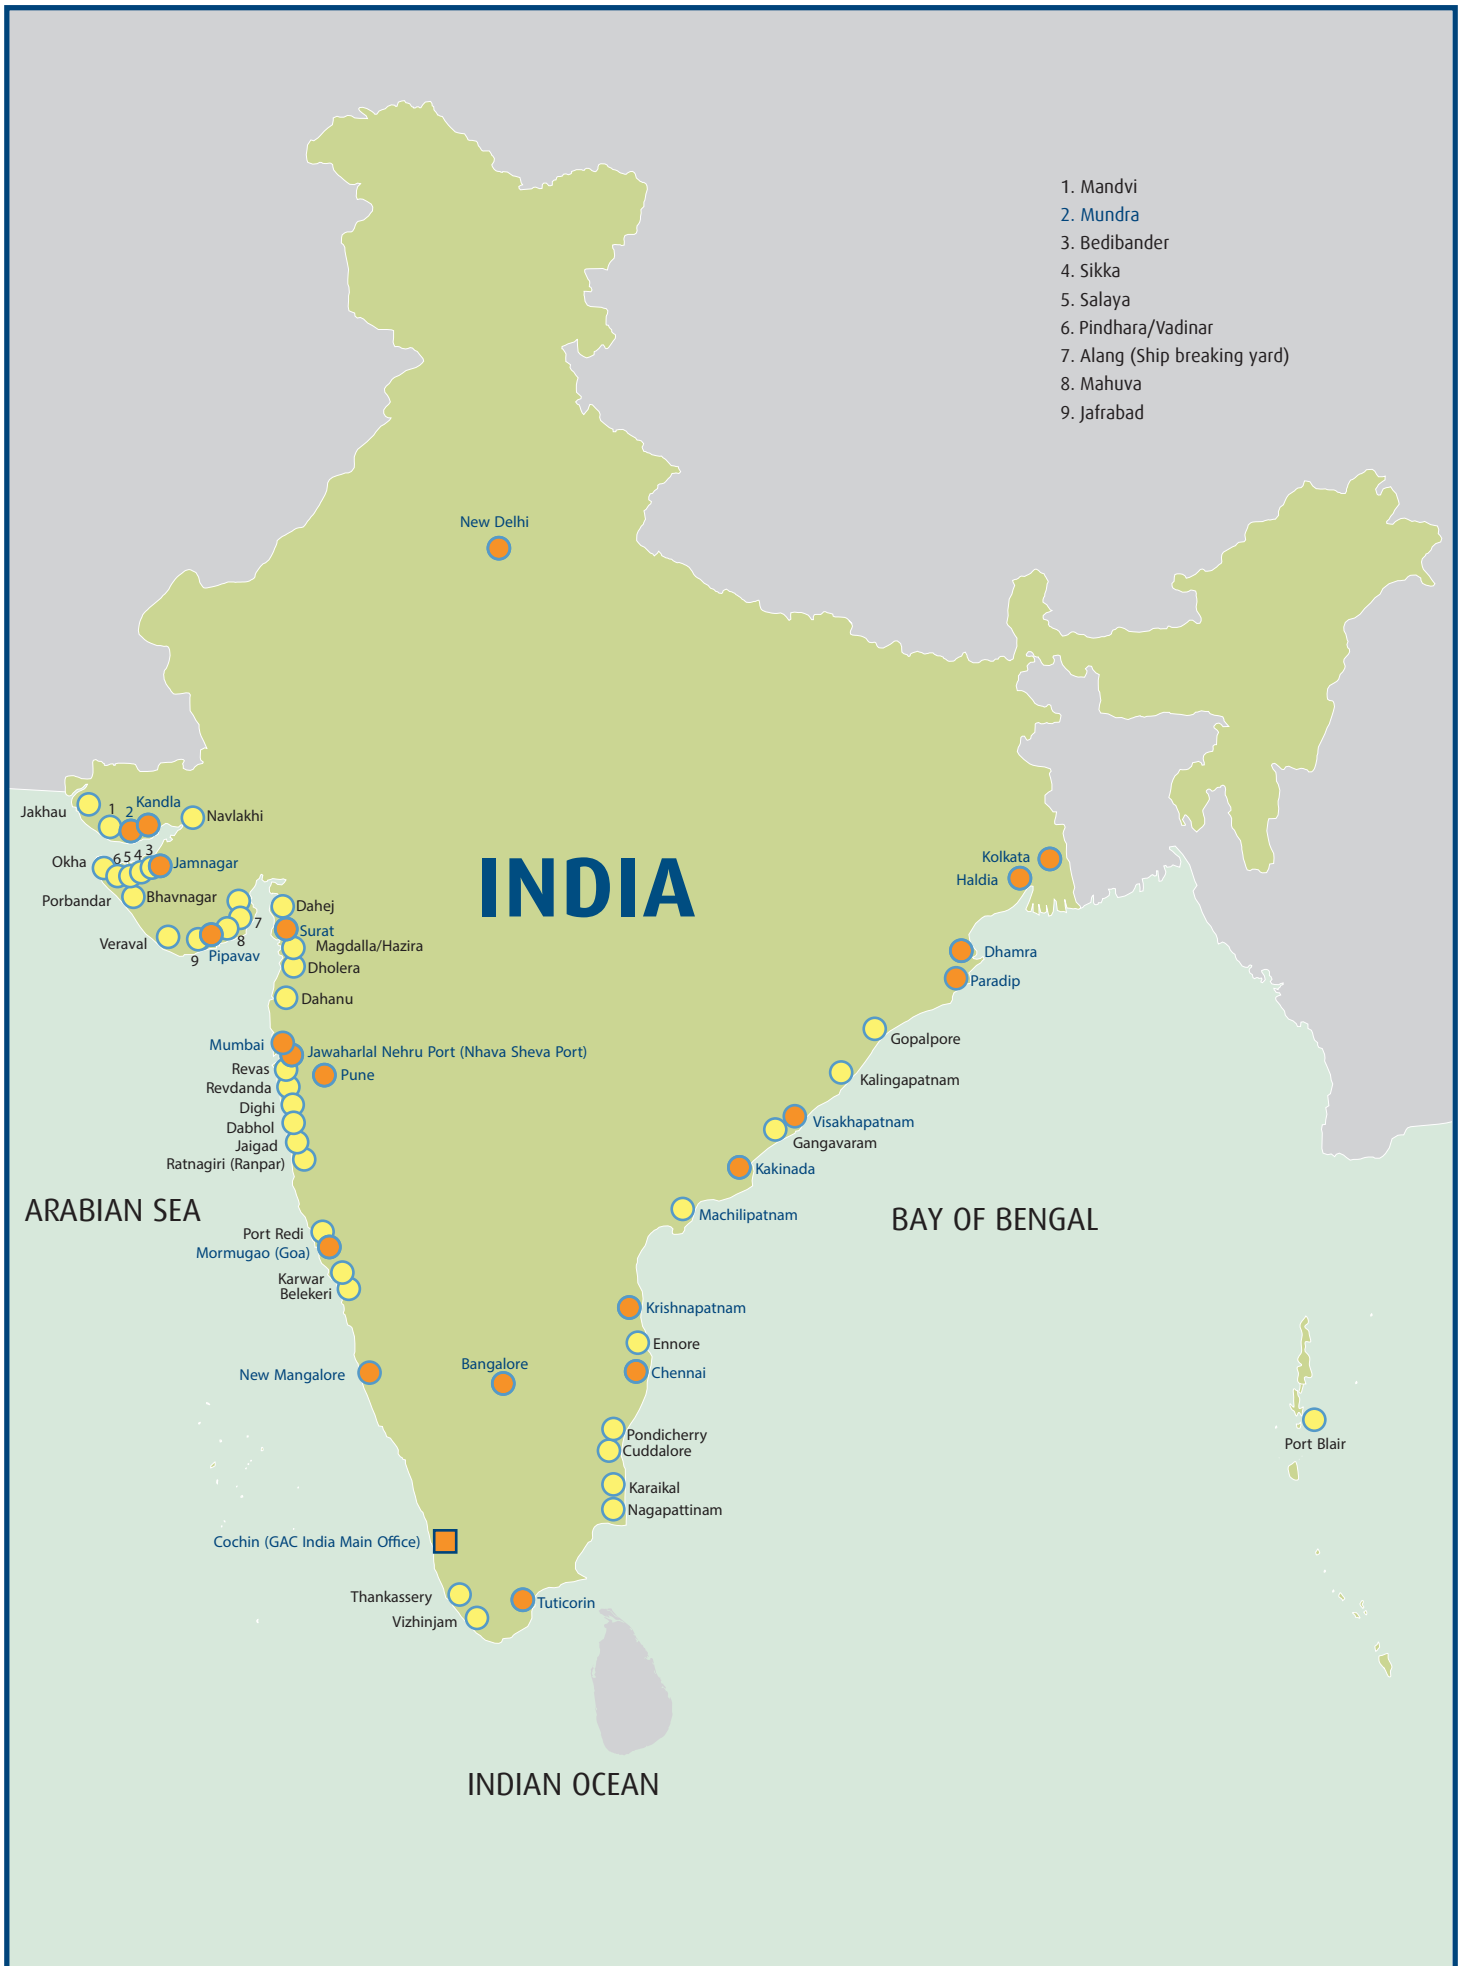 1. Mandvi
2. Mundra
3. Bedibander
4. Sikka
5. Salaya
6. Pindhara/Vadinar
7. Alang (Ship breaking yard)
8. Mahuva
9. Jafrabad
New Delhi
Kandla
1
2
Jakhau
Navlakhi
3
4
5
6
Okha
Jamnagar
Porbandar
Bhavnagar
Dahej
7
Surat
8
Veraval
Magdalla/Hazira
9
Pipavav
Dholera
Dahanu
INDIA
Kolkata
Haldia
Dhamra
Paradip
Gopalpore
Kalingapatnam
Visakhapatnam
Gangavaram
Kakinada
Machilipatnam
Mumbai
Jawaharlal Nehru Port (Nhava Sheva Port)
Revas
Pune
Revdanda
Dighi
Dabhol
Jaigad
Ratnagiri (Ranpar)
ARABIAN SEA
BAY OF BENGAL
Port Redi
Mormugao (Goa)
Karwar
Belekeri
Krishnapatnam
Ennore
New Mangalore
Bangalore
Chennai
Pondicherry
Cuddalore
Port Blair
Karaikal
Nagapattinam
Cochin (GAC India Main Office)
Thankassery
Tuticorin
Vizhinjam
INDIAN OCEAN